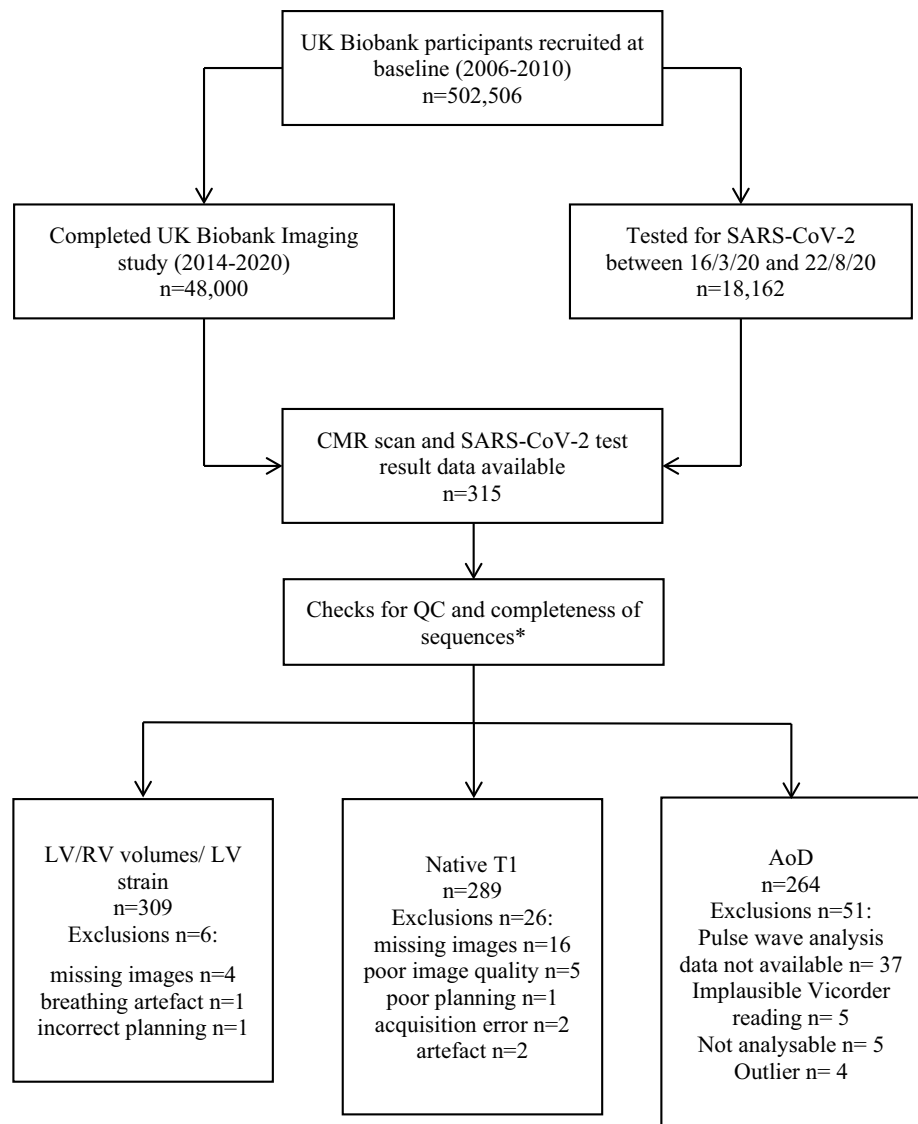 UK Biobank participants recruited at
baseline (2006-2010)
n=502,506
Completed UK Biobank Imaging
study (2014-2020)
n=48,000
Tested for SARS-CoV-2
between 16/3/20 and 22/8/20
n=18,162
CMR scan and SARS-CoV-2 test
result data available
n=315
Checks for QC and completeness of
sequences*
LV/RV volumes/ LV
strain
n=309
Exclusions n=6:
missing images n=4
breathing artefact n=1
incorrect planning n=1
Native T1
n=289
Exclusions n=26:
missing images n=16
poor image quality n=5
poor planning n=1
acquisition error n=2
artefact n=2
AoD
n=264
Exclusions n=51:
Pulse wave analysis
data not available n= 37
Implausible Vicorder
reading n= 5
Not analysable n= 5
Outlier n= 4